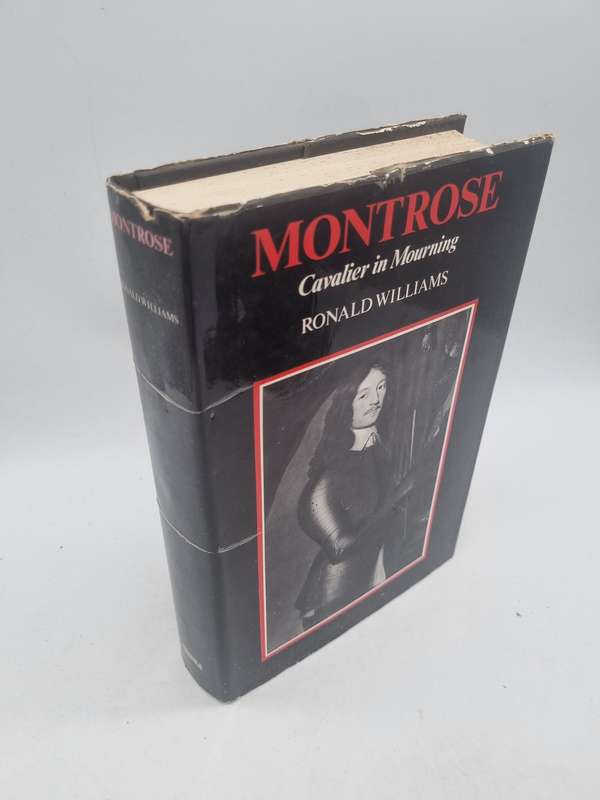 MONTROSE
Cavalier in Mourning
RONALD WILLIAMS
MONTROSE
RONALD WILLIAMS